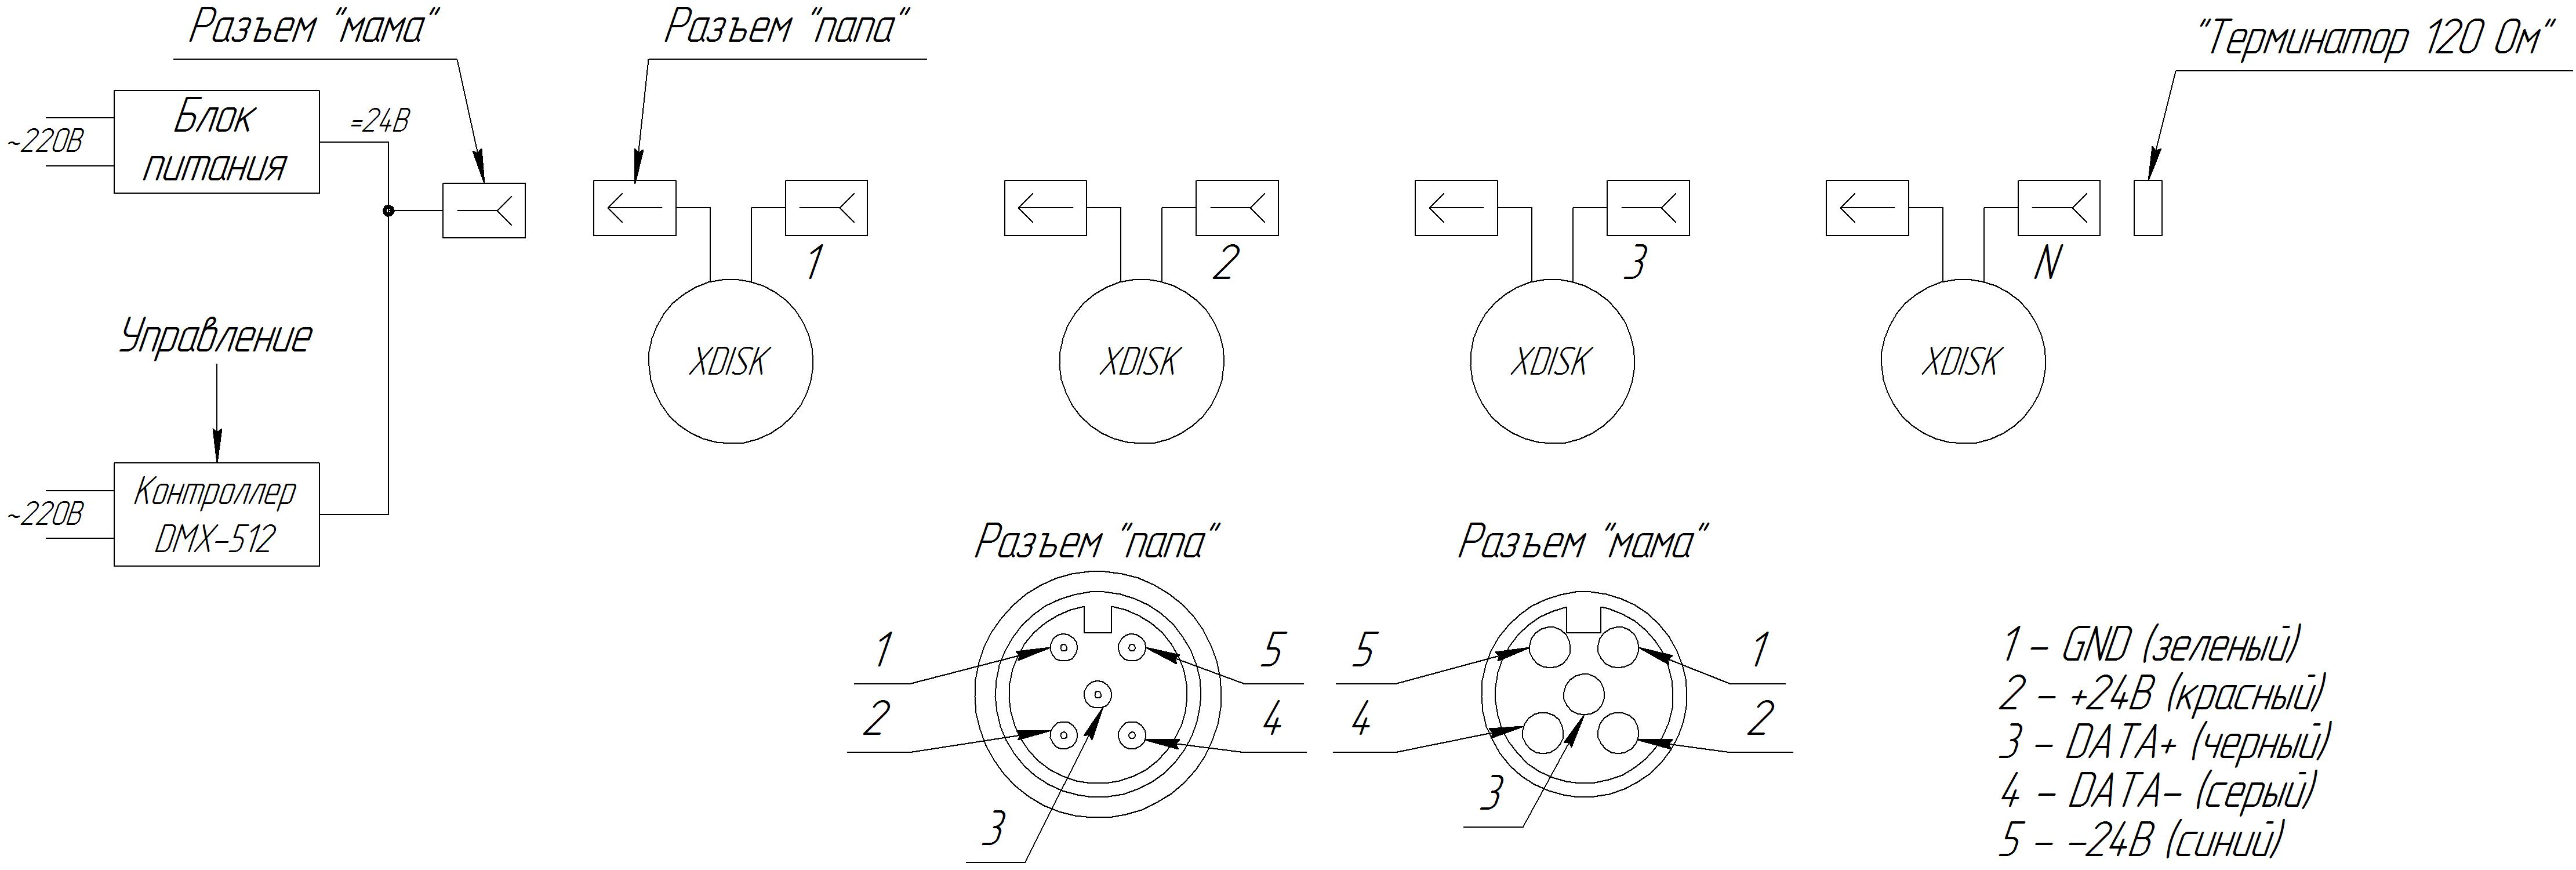 Разъем "мама"
Разъем "папа"
"Терминатор 120 Ом"
~220В
Блок
питания
=24В
1
2
3
N
XDISK
XDISK
XDISK
XDISK
Управление
~220В
Контроллер
DMX-512
Разъем "папа"
1
5
2
4
3
Разъем "мама"
5
1
4
2
3
1 - GND (зеленый)
2 - +24В (красный)
3 - DATA+ (черный)
4 - DATA- (серый)
5 - -24В (синий)